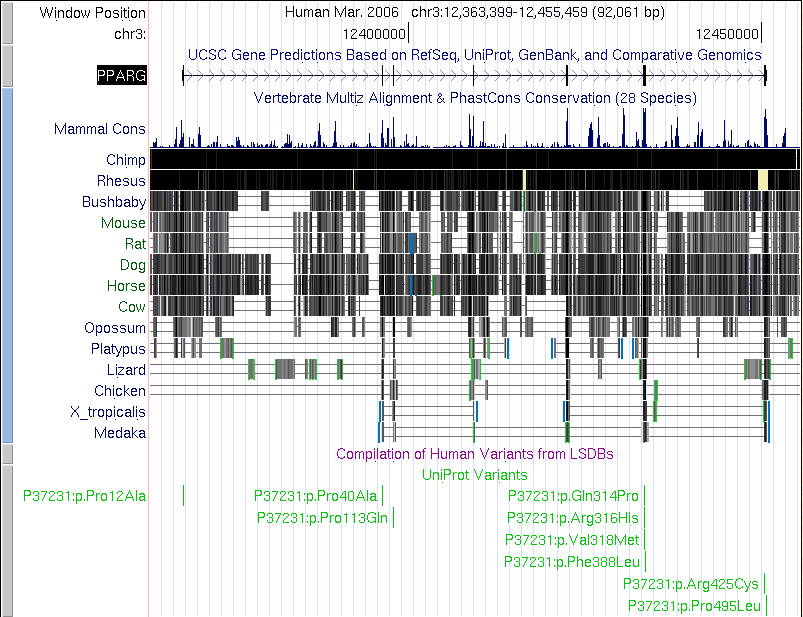 Window Position Human Mar. 2006 chr3:12,363,399-12,455,459 (92,061 bp)
chr3: 12400000 12450000
UCSC Gene Predictions Based on RefSeq, UniProt, GenBank, and Comparative Genomics
PPARG
Vertebrate Multiz Alignment & PhastCons Conservation (28 Species)
Mammal Cons
Chimp
Rhesus
Bushbaby
Mouse
Rat
Dog
Horse
Cow
Opossum
Platypus
Lizard
Chicken
X_tropicalis
Medaka
Compilation of Human Variants from LSDBs
UniProt Variants
P37231:p.Pro12Ala P37231:p.Pro40Ala P37231:p.Gln314Pro
P37231:p.Pro113Gln P37231:p.Arg316His
P37231:p.Val318Met
P37231:p.Phe388Leu
P37231:p.Arg425Cys
P37231:p.Pro495Leu